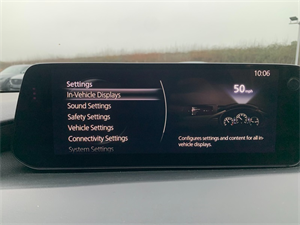 10:06
Settings
In-Vehicle Displays
Sound Settings
Safety Settings
Vehicle Settings
Connectivity Settings
System Settings
50 mph
Configures settings and content for all in-
vehicle displays.